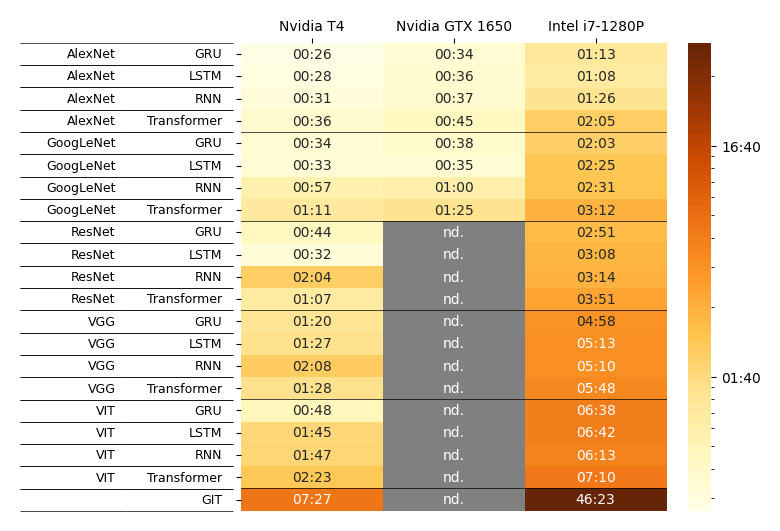 Nvidia T4 Nvidia GTX 1650 Intel i7-1280P
AlexNet GRU 00:26 00:34 01:13
AlexNet LSTM 00:28 00:36 01:08
AlexNet RNN 00:31 00:37 01:26
AlexNet Transformer 00:36 00:45 02:05
GoogLeNet GRU 00:34 00:38 02:03
16:40
GoogLeNet LSTM 00:33 00:35 02:25
GoogLeNet RNN 00:57 01:00 02:31
GoogLeNet Transformer 01:11 01:25 03:12
ResNet GRU 00:44 nd. 02:51
ResNet LSTM 00:32 nd. 03:08
ResNet RNN 02:04 nd. 03:14
ResNet Transformer 01:07 nd. 03:51
VGG GRU 01:20 nd. 04:58
VGG LSTM 01:27 nd. 05:13
VGG RNN 02:08 nd. 05:10
01:40
VGG Transformer 01:28 nd. 05:48
VIT GRU 00:48 nd. 06:38
VIT LSTM 01:45 nd. 06:42
VIT RNN 01:47 nd. 06:13
VIT Transformer 02:23 nd. 07:10
GIT 07:27 nd. 46:23